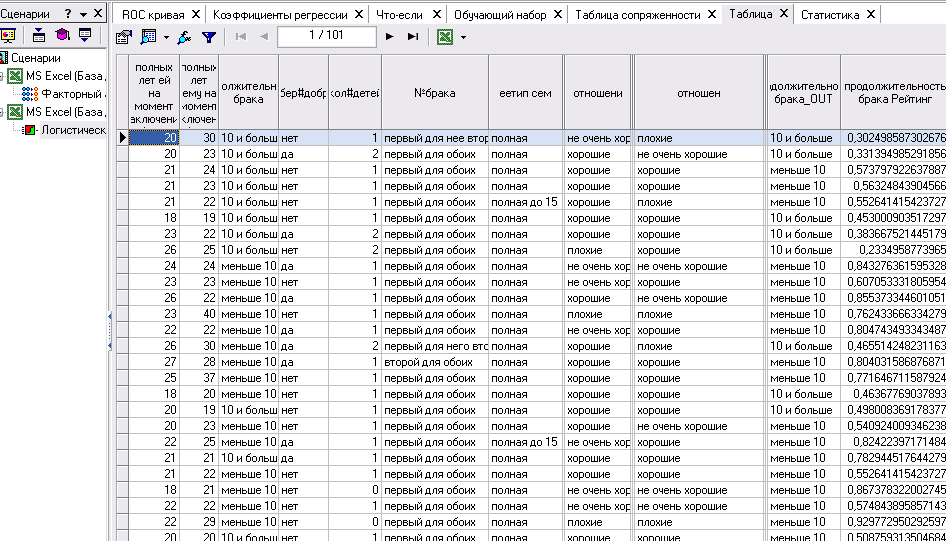 Сценарии ?
ROC кривая Коэффициенты регрессии Что-если Обучающий набор Таблица сопряженности Таблица Статистика
1 / 101
Сценарии
MS Excel (База
Факторный
MS Excel (База
Логистическ
полных лет ей на момент
полных лет ему на момент
олжительн брака
бер#добр
кол#детей
№брака
еетип сем
отношени
отношен
должительно брака_OUT
продолжительность брака Рейтинг
20 30 10 и больш нет 1 первый для нее втор полная не очень хор плохие 10 и больше 0,302498587302676
20 23 10 и больш да 2 первый для обоих полная хорошие не очень хорошие 10 и больше 0,331394985291856
21 24 10 и больш нет 1 первый для обоих полная хорошие хорошие меньше 10 0,573797922637887
21 23 10 и больш нет 1 первый для обоих полная хорошие хорошие меньше 10 0,56324843904566
21 22 10 и больш нет 1 первый для обоих полная до 15 хорошие плохие меньше 10 0,552641415423727
18 19 10 и больш нет 1 первый для обоих полная хорошие хорошие 10 и больше 0,453000903517297
23 22 10 и больш да 2 первый для обоих полная хорошие хорошие 10 и больше 0,383667521445179
26 25 10 и больш нет 2 первый для обоих полная плохие хорошие 10 и больше 0,2334958773965
24 24 меньше 10 да 1 первый для обоих полная не очень хор не очень хорошие меньше 10 0,843276361595328
23 23 меньше 10 нет 1 первый для обоих полная не очень хор хорошие меньше 10 0,607053331805954
26 22 меньше 10 да 1 первый для обоих полная хорошие не очень хорошие меньше 10 0,855373344601051
23 40 меньше 10 нет 1 первый для обоих полная плохие плохие меньше 10 0,762433666334279
22 22 меньше 10 да 1 первый для обоих полная не очень хор хорошие меньше 10 0,804743493343487
26 30 меньше 10 да 2 первый для него вто полная хорошие плохие 10 и больше 0,465514248231163
27 28 меньше 10 да 1 второй для обоих полная хорошие хорошие меньше 10 0,804031586876871
25 37 меньше 10 нет 1 первый для обоих полная хорошие хорошие меньше 10 0,771646711587924
18 20 меньше 10 нет 1 первый для обоих полная хорошие хорошие 10 и больше 0,46367769037893
20 19 10 и больш нет 1 первый для обоих полная хорошие хорошие 10 и больше 0,498008369178377
20 23 меньше 10 нет 1 первый для обоих полная хорошие не очень хорошие меньше 10 0,540924009346238
22 25 меньше 10 да 1 первый для обоих полная до 15 не очень хор хорошие меньше 10 0,82422397171484
21 21 10 и больш да 1 первый для обоих полная хорошие хорошие меньше 10 0,782944517644279
21 22 меньше 10 нет 1 первый для обоих полная хорошие хорошие меньше 10 0,552641415423727
18 21 меньше 10 нет 0 первый для обоих полная не очень хор не очень хорошие меньше 10 0,867378322002745
22 23 меньше 10 нет 1 первый для обоих полная хорошие не очень хорошие меньше 10 0,574843895857143
22 29 меньше 10 нет 0 первый для обоих полная плохие плохие меньше 10 0,929772950292597
20 20 меньше 10 нет 1 первый для обоих полная хорошие хорошие меньше 10 0,508759313504684